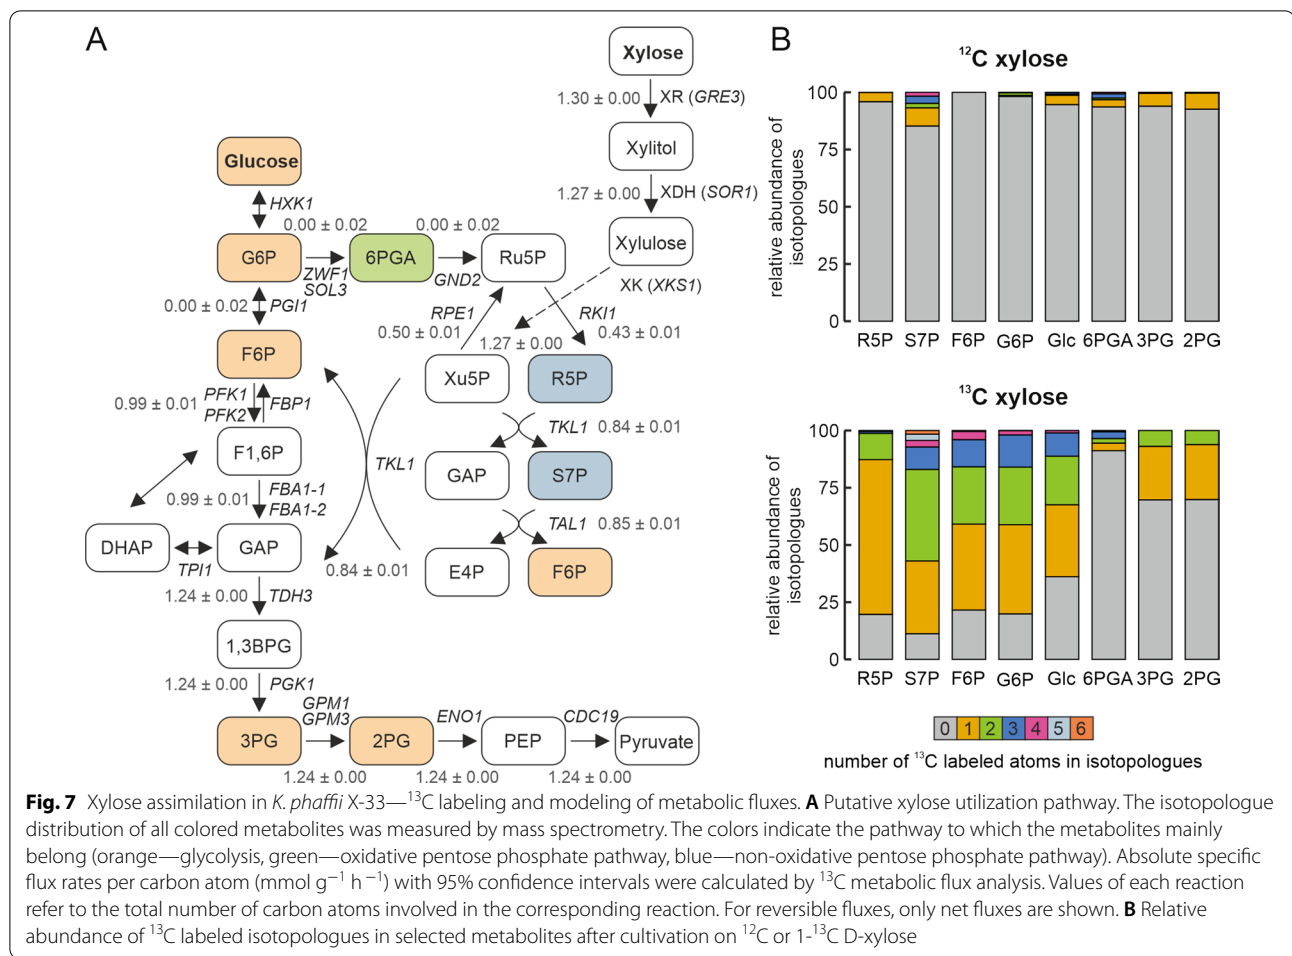 A
Xylose
1.30 ± 0.00 XR (GRE3)
Xylitol
1.27 ± 0.00 XDH (SOR1)
Xylulose
XK (XKS1)
1.27 ± 0.00
Glucose
HXK1
0.00 ± 0.02 0.00 ± 0.02
G6P 6PGA Ru5P
ZWF1
SOL3
GND2
0.00 ± 0.02 PGI1
RPE1
0.50 ± 0.01
RKI1
0.43 ± 0.01
F6P Xu5P R5P
0.99 ± 0.01 PFK1
PFK2
FBP1
TKL1 0.84 ± 0.01
F1,6P
TKL1
GAP S7P
0.99 ± 0.01 FBA1-1
FBA1-2
TAL1 0.85 ± 0.01
DHAP GAP
TPI1
0.84 ± 0.01
E4P F6P
1.24 ± 0.00 TDH3
1,3BPG
1.24 ± 0.00 PGK1
GPM1
GPM3
ENO1 CDC19
3PG 2PG PEP Pyruvate
1.24 ± 0.00 1.24 ± 0.00 1.24 ± 0.00
B
¹²C xylose
relative abundance of
isotopologues
100
75
50
25
0
R5P S7P F6P G6P Glc 6PGA 3PG 2PG
¹³C xylose
relative abundance of
isotopologues
100
75
50
25
0
R5P S7P F6P G6P Glc 6PGA 3PG 2PG
0 1 2 3 4 5 6
number of ¹³C labeled atoms in isotopologues
Fig. 7 Xylose assimilation in K. phaffii X-33—¹³C labeling and modeling of metabolic fluxes. A Putative xylose utilization pathway. The isotopologue
distribution of all colored metabolites was measured by mass spectrometry. The colors indicate the pathway to which the metabolites mainly
belong (orange—glycolysis, green—oxidative pentose phosphate pathway, blue—non-oxidative pentose phosphate pathway). Absolute specific
flux rates per carbon atom (mmol g⁻¹ h⁻¹) with 95% confidence intervals were calculated by ¹³C metabolic flux analysis. Values of each reaction
refer to the total number of carbon atoms involved in the corresponding reaction. For reversible fluxes, only net fluxes are shown. B Relative
abundance of ¹³C labeled isotopologues in selected metabolites after cultivation on ¹²C or 1-¹³C D-xylose